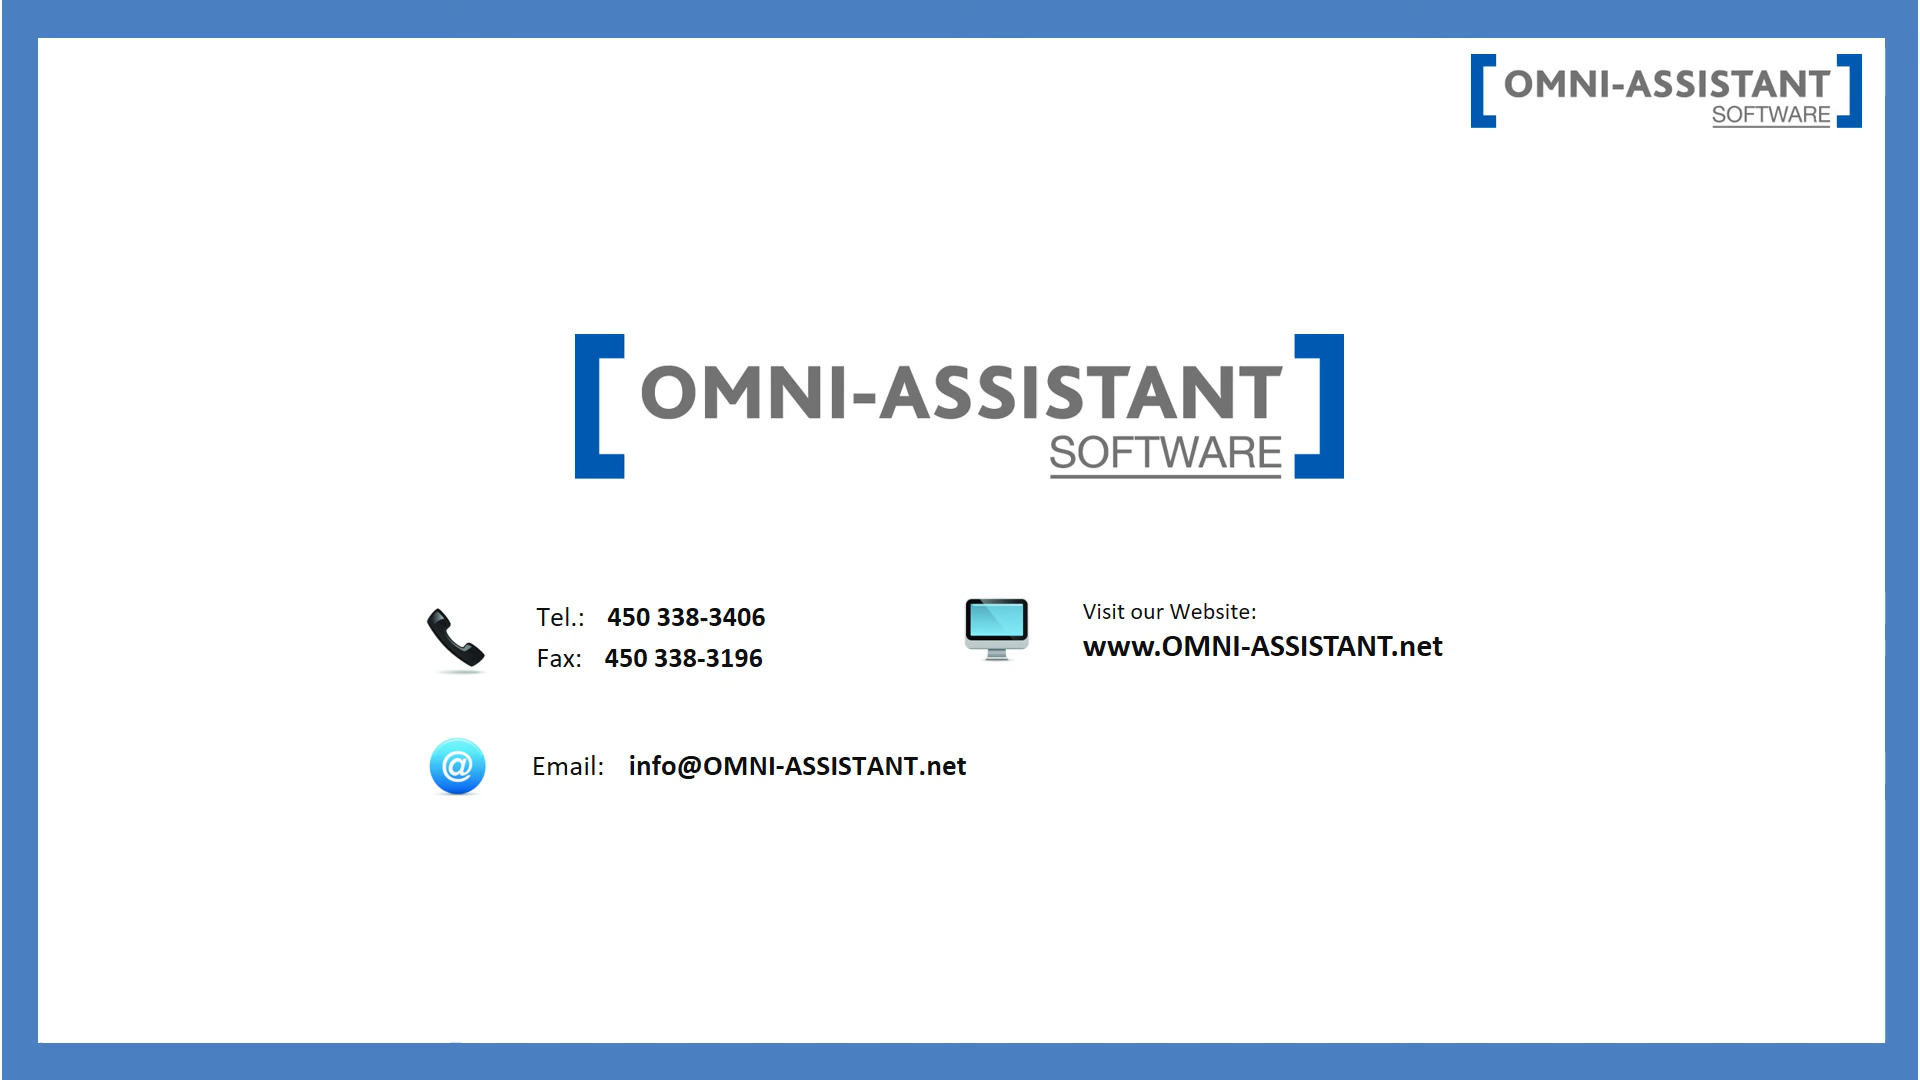 OMNI-ASSISTANT
SOFTWARE
OMNI-ASSISTANT
SOFTWARE
Tel.: 450 338-3406
Fax: 450 338-3196
Visit our Website:
www.OMNI-ASSISTANT.net
@
Email: info@OMNI-ASSISTANT.net